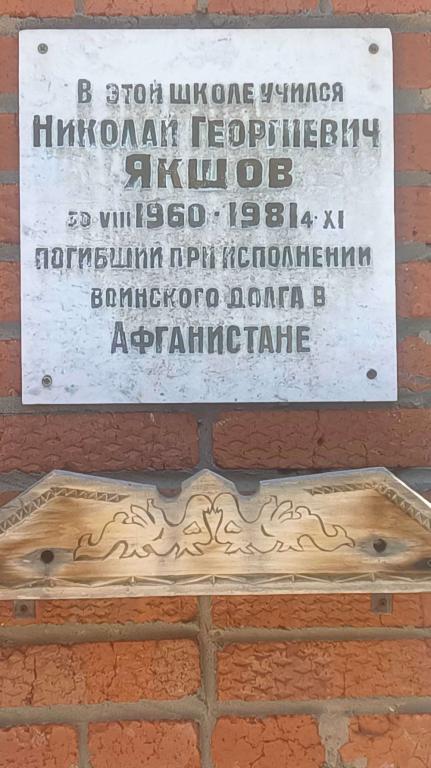 В этой школе учился
Николай Георгиевич
Якшов
30 VIII 1960 · 1981 4·XI
погибший при исполнении
воинского долга в
Афганистане